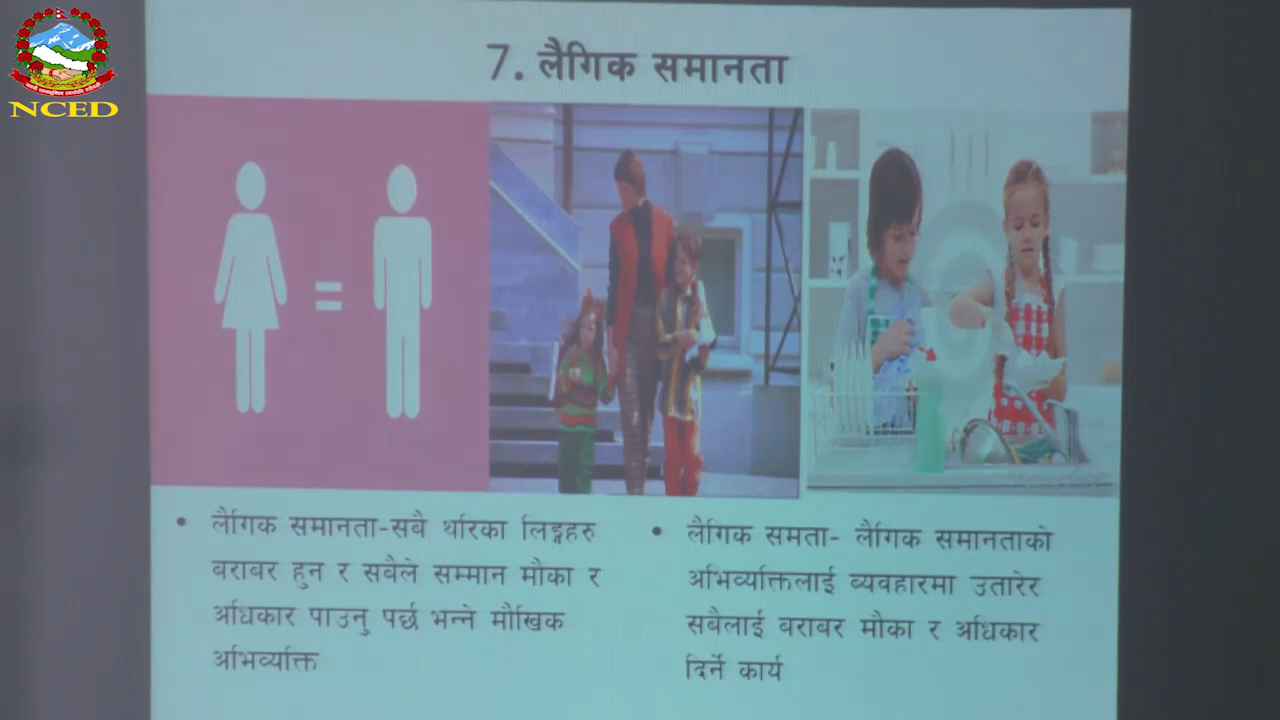 NCED
7. लैगिक समानता
• लैगिक समानता-सबै थरिका लिङ्गहरु
बराबर हुन र सबैले सम्मान मौका र
अधिकार पाउनु पर्छ भन्ने मौखिक
अभिव्यक्ति
• लैगिक समता- लैगिक समानताको
अभिव्यक्तिलाई व्यवहारमा उतारेर
सबैलाई बराबर मौका र अधिकार
दिने कार्य